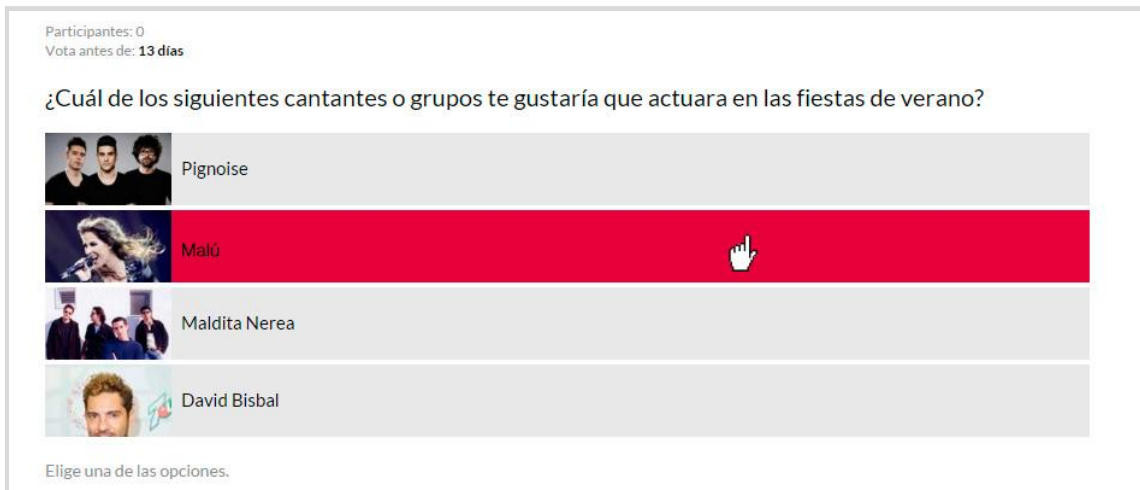 Participantes: 0
Vota antes de: 13 días
¿Cuál de los siguientes cantantes o grupos te gustaría que actuara en las fiestas de verano?
Pignoise
Malú
Maldita Nerea
David Bisbal
Elige una de las opciones.